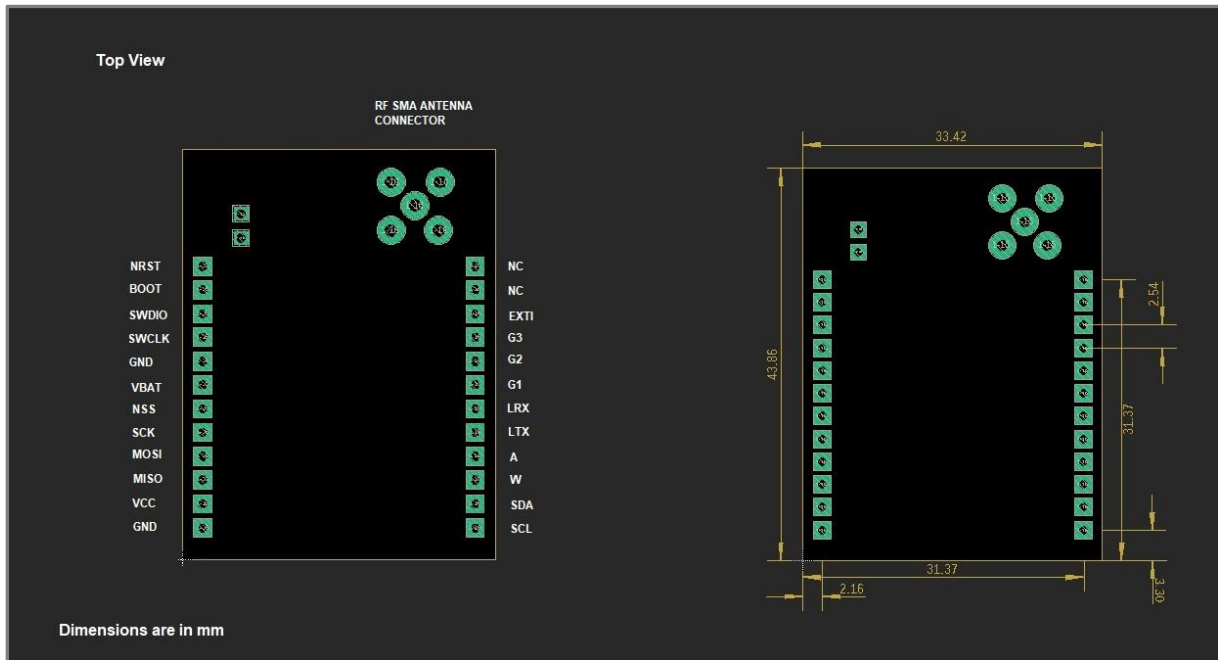 Top View
RF SMA ANTENNA
CONNECTOR
NRST
BOOT
SWDIO
SWCLK
GND
VBAT
NSS
SCK
MOSI
MISO
VCC
GND
NC
NC
EXTI
G3
G2
G1
LRX
LTX
A
W
SDA
SCL
33.42
43.86
2.54
31.37
31.37
2.16
3.30
Dimensions are in mm